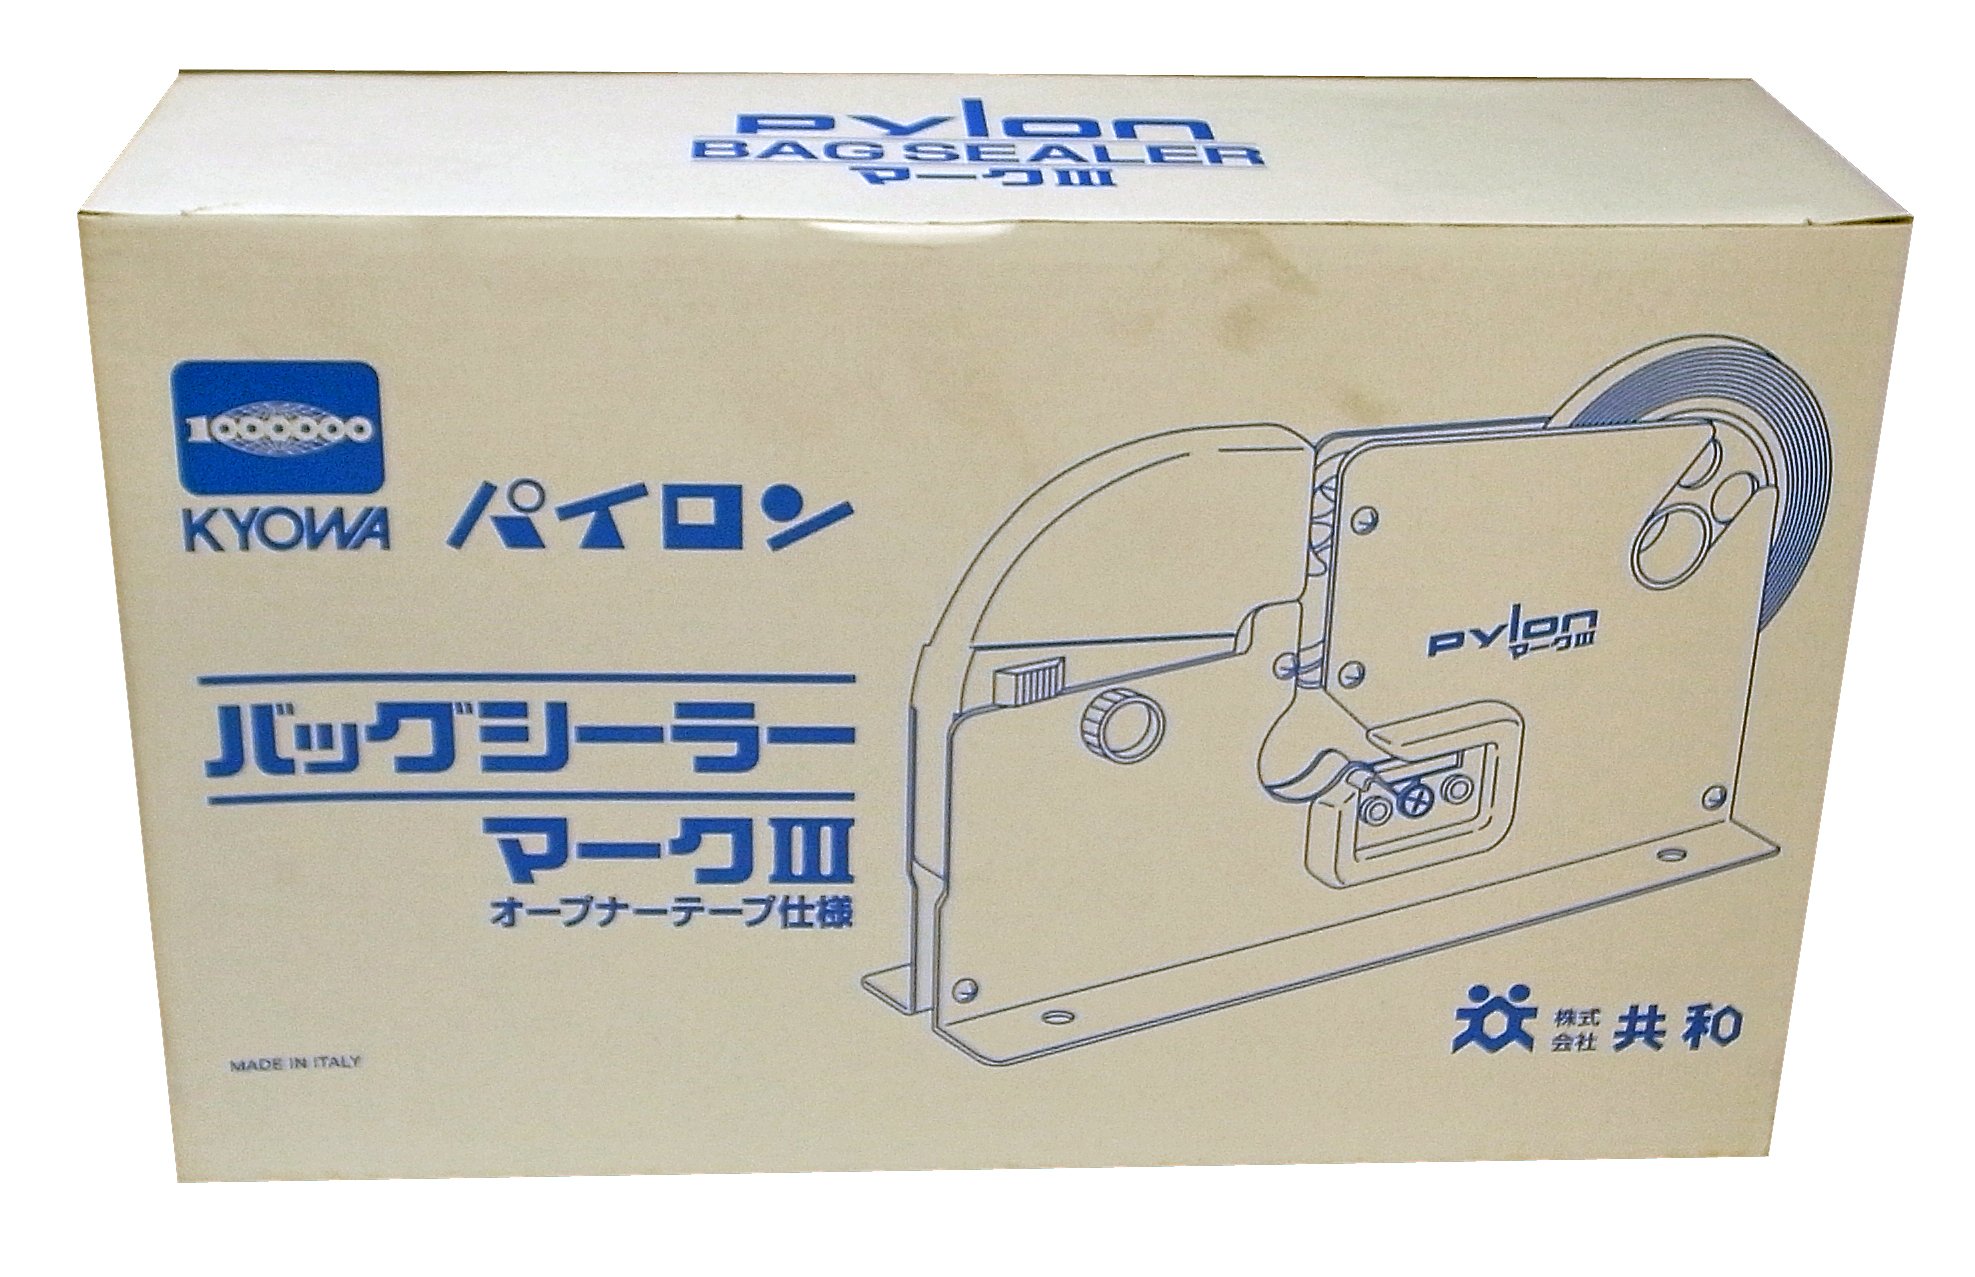 pylon
BAG SEALER
マークIII
1000000
KYOWA
パイロン
バッグシーラー
マークIII
オープナーテープ仕様
MADE IN ITALY
pylon
マークIII
株式
会社
共和